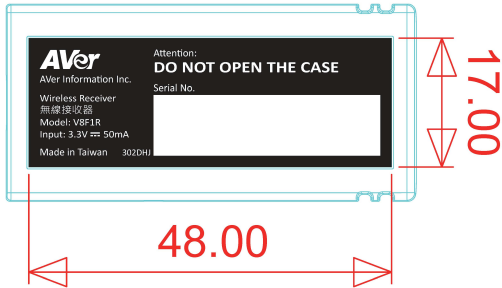 AVer
AVer Information Inc.
Wireless Receiver
無線接收器
Model: V8F1R
Input: 3.3V ⎓ 50mA
Made in Taiwan 302DHJ
Attention:
DO NOT OPEN THE CASE
Serial No.
17.00
48.00